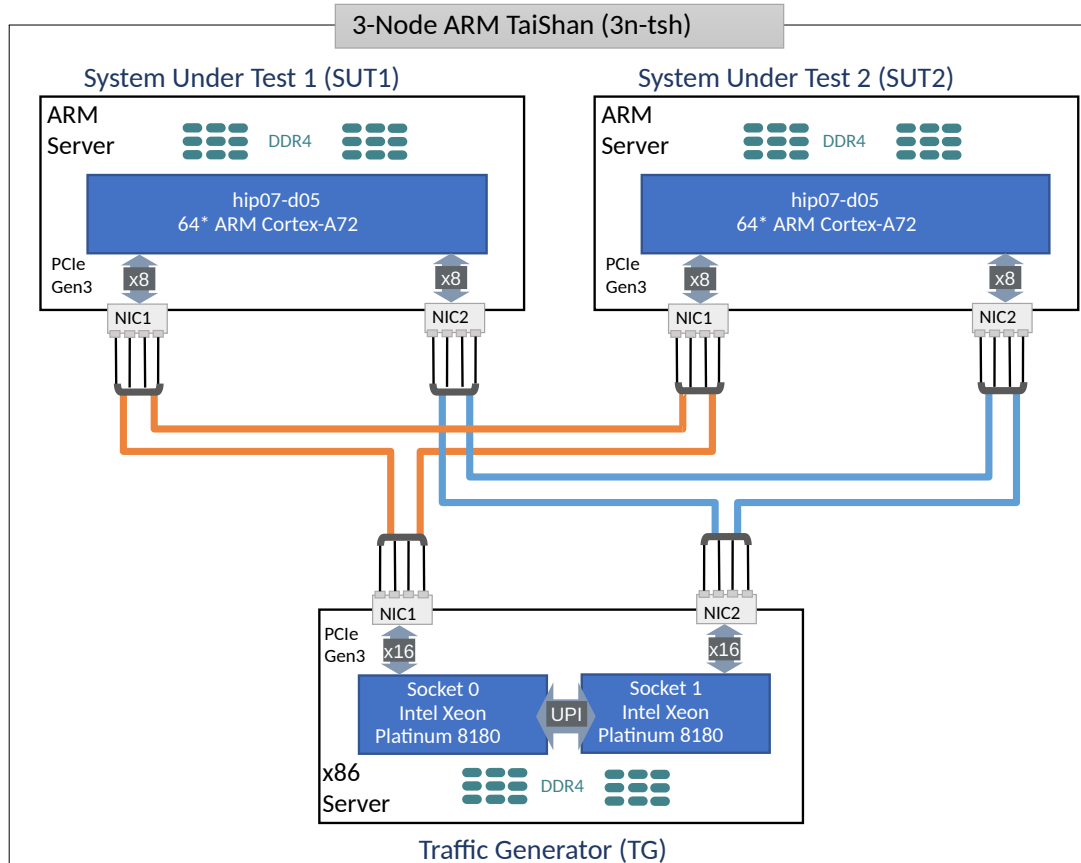 3-Node ARM TaiShan (3n-tsh)
System Under Test 1 (SUT1)
ARM
Server
DDR4
hip07-d05
64* ARM Cortex-A72
PCIe
Gen3
x8
x8
NIC1
NIC2
System Under Test 2 (SUT2)
ARM
Server
DDR4
hip07-d05
64* ARM Cortex-A72
PCIe
Gen3
x8
x8
NIC1
NIC2
NIC1
NIC2
PCIe
Gen3
x16
x16
Socket 0
Intel Xeon
Platinum 8180
UPI
Socket 1
Intel Xeon
Platinum 8180
x86
Server
DDR4
Traffic Generator (TG)